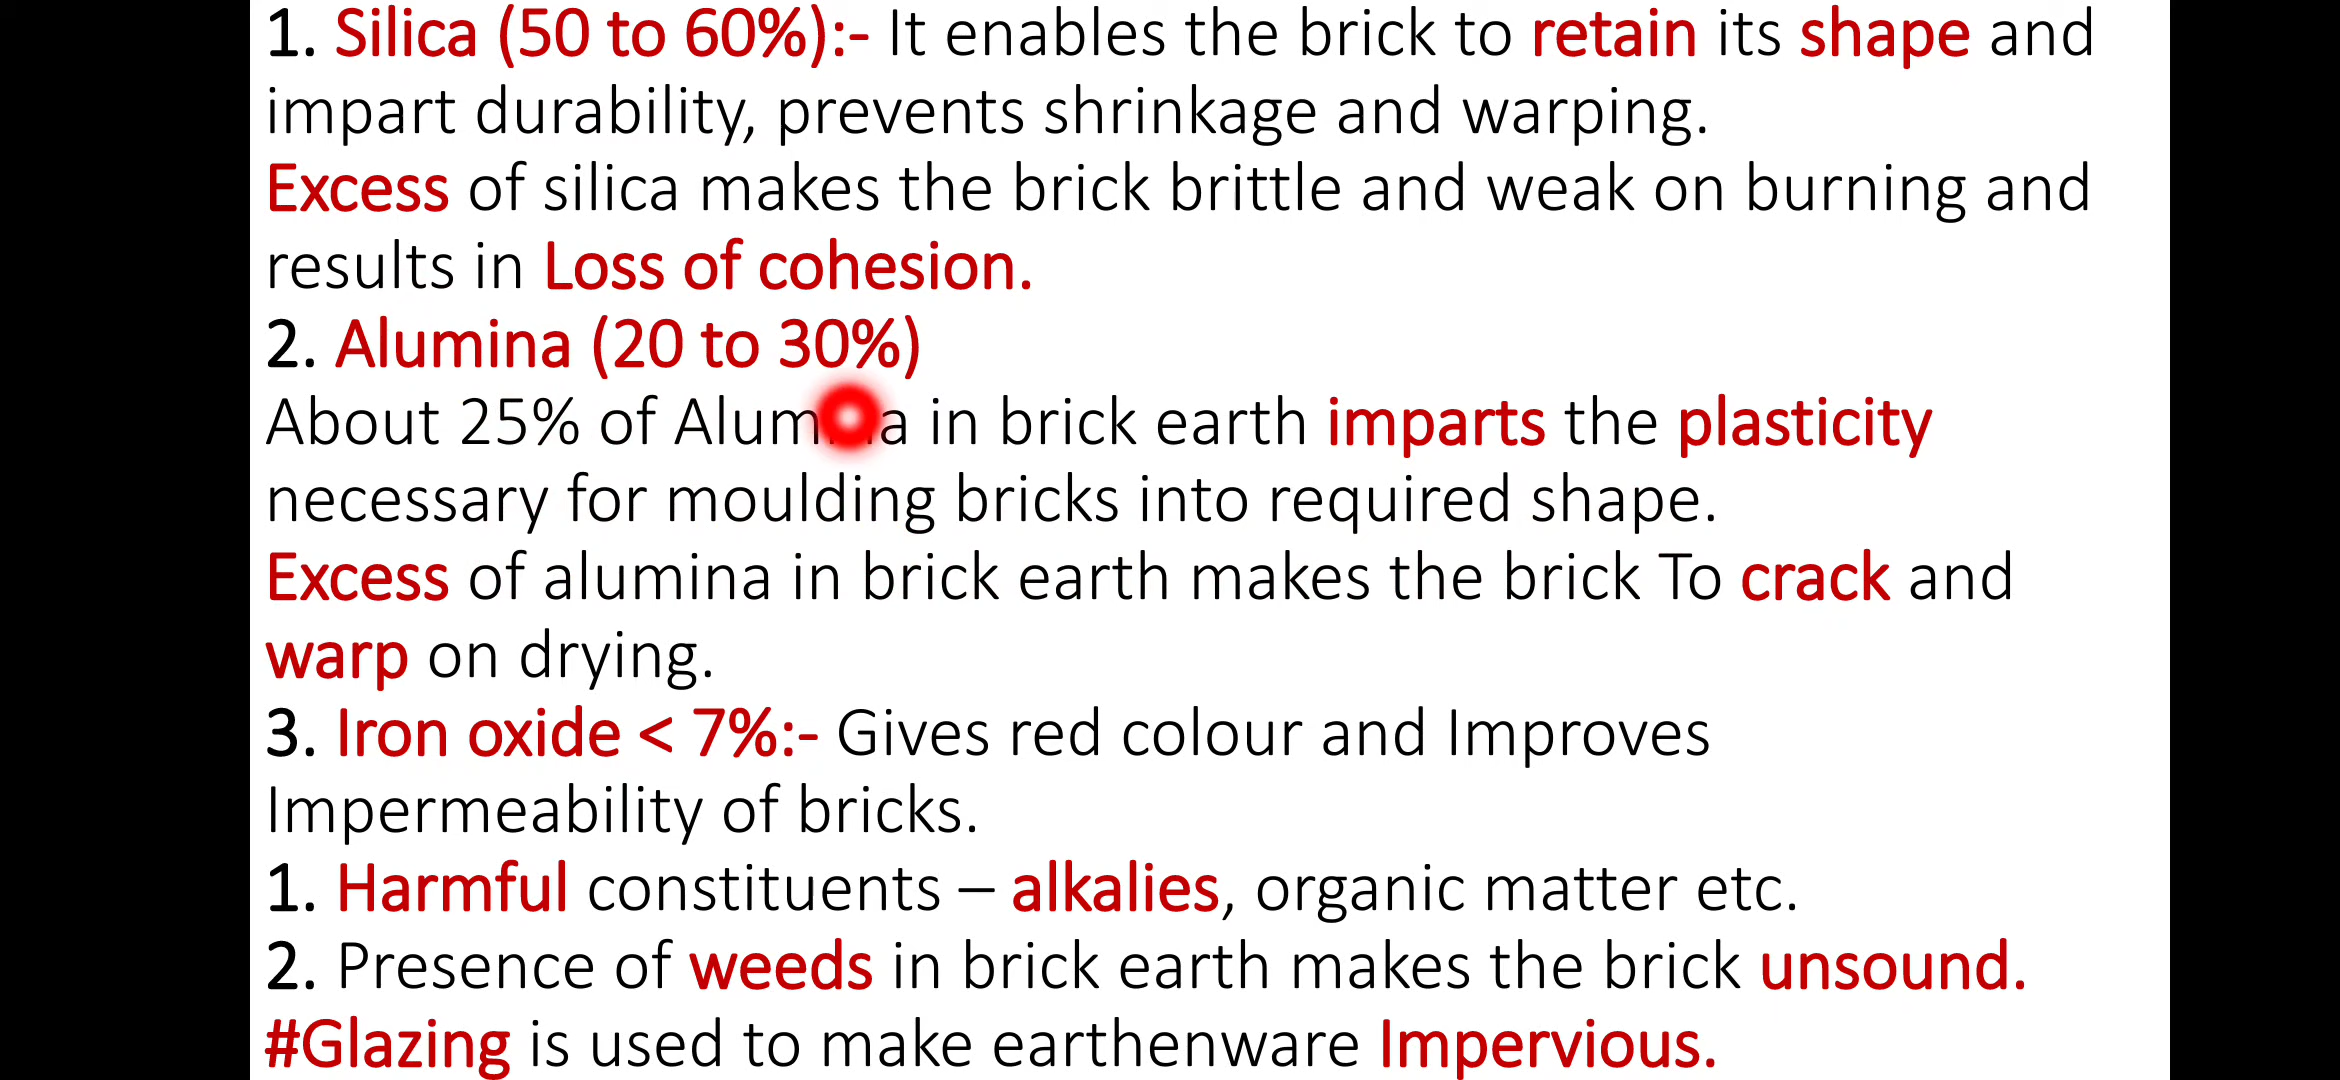 1. Silica (50 to 60%):- It enables the brick to retain its shape and
impart durability, prevents shrinkage and warping.
Excess of silica makes the brick brittle and weak on burning and
results in Loss of cohesion.
2. Alumina (20 to 30%)
About 25% of Alumina in brick earth imparts the plasticity
necessary for moulding bricks into required shape.
Excess of alumina in brick earth makes the brick To crack and
warp on drying.
3. Iron oxide < 7%:- Gives red colour and Improves
Impermeability of bricks.
1. Harmful constituents – alkalies, organic matter etc.
2. Presence of weeds in brick earth makes the brick unsound.
#Glazing is used to make earthenware Impervious.